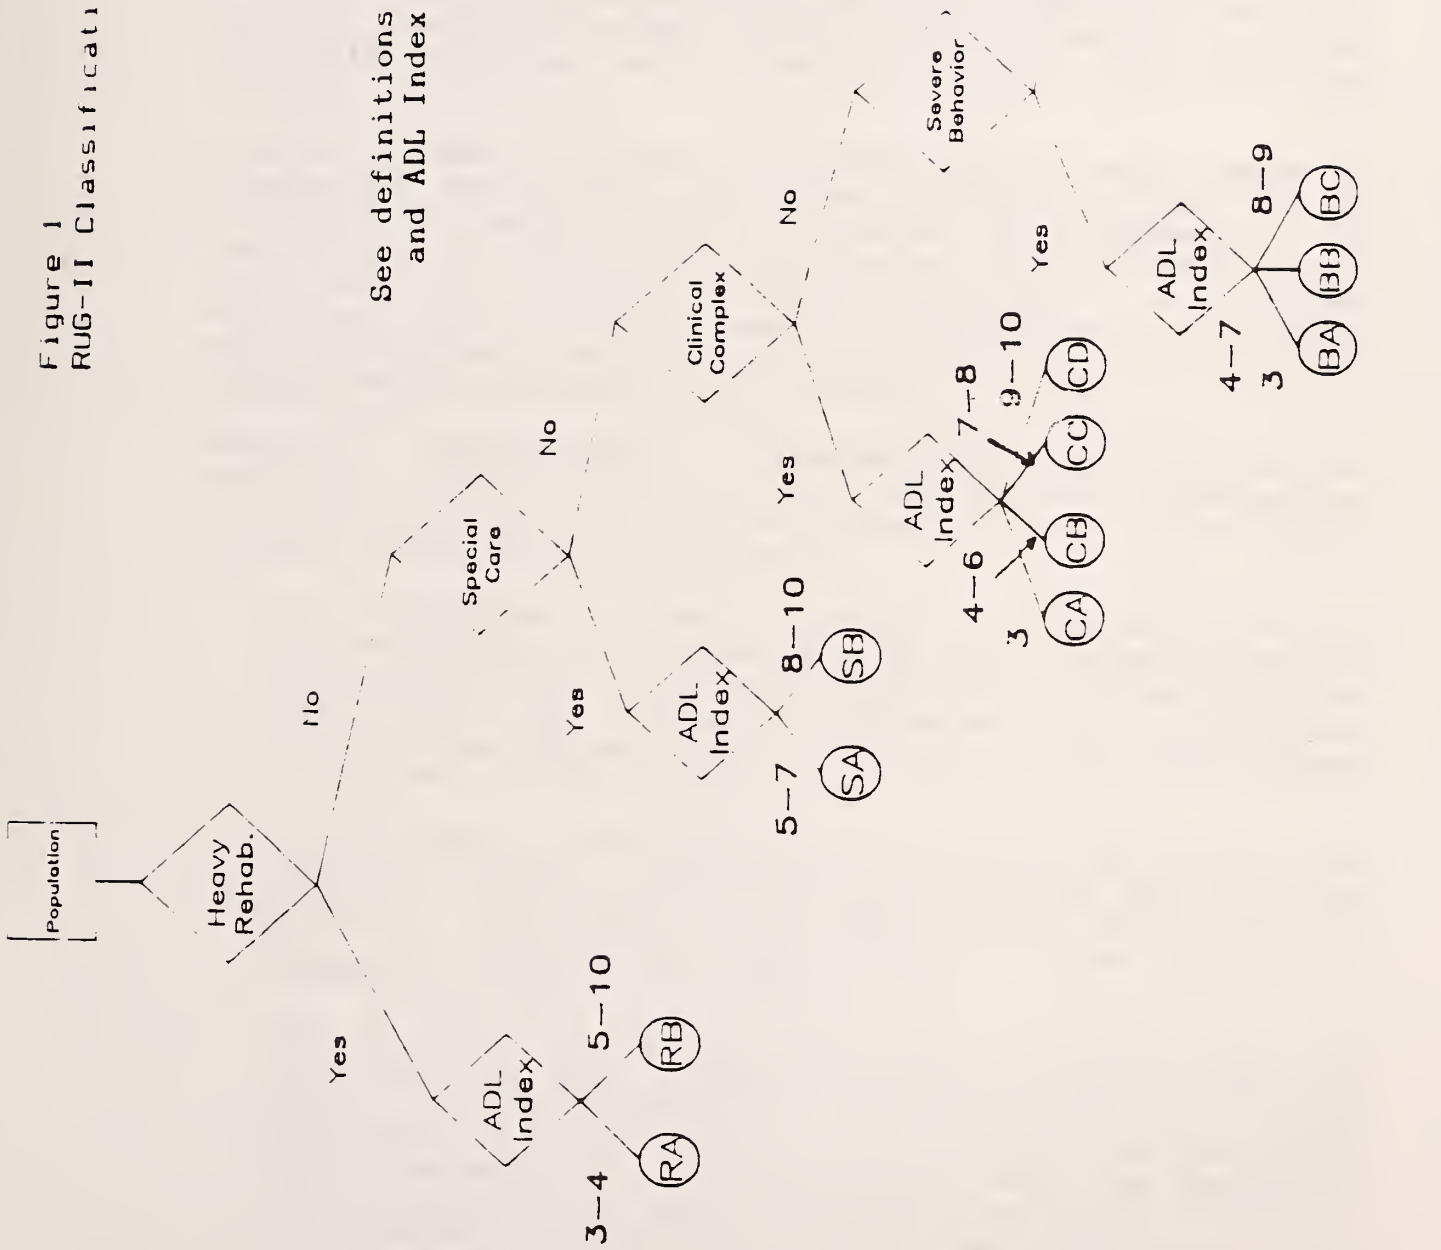 Figure 1
RUG-II Classificati
See definitions
and ADL Index
Population
Heavy
Rehab.
Yes
No
ADL
Index
3-4
5-10
RA
RB
Special
Care
Yes
No
ADL
Index
5-7
8-10
SA
SB
Clinical
Complex
Yes
No
ADL
Index
3
4-6
7-8
9-10
CA
CB
CC
CD
Severe
Behavior
Yes
ADL
Index
3
4-7
8-9
BA
BB
BC